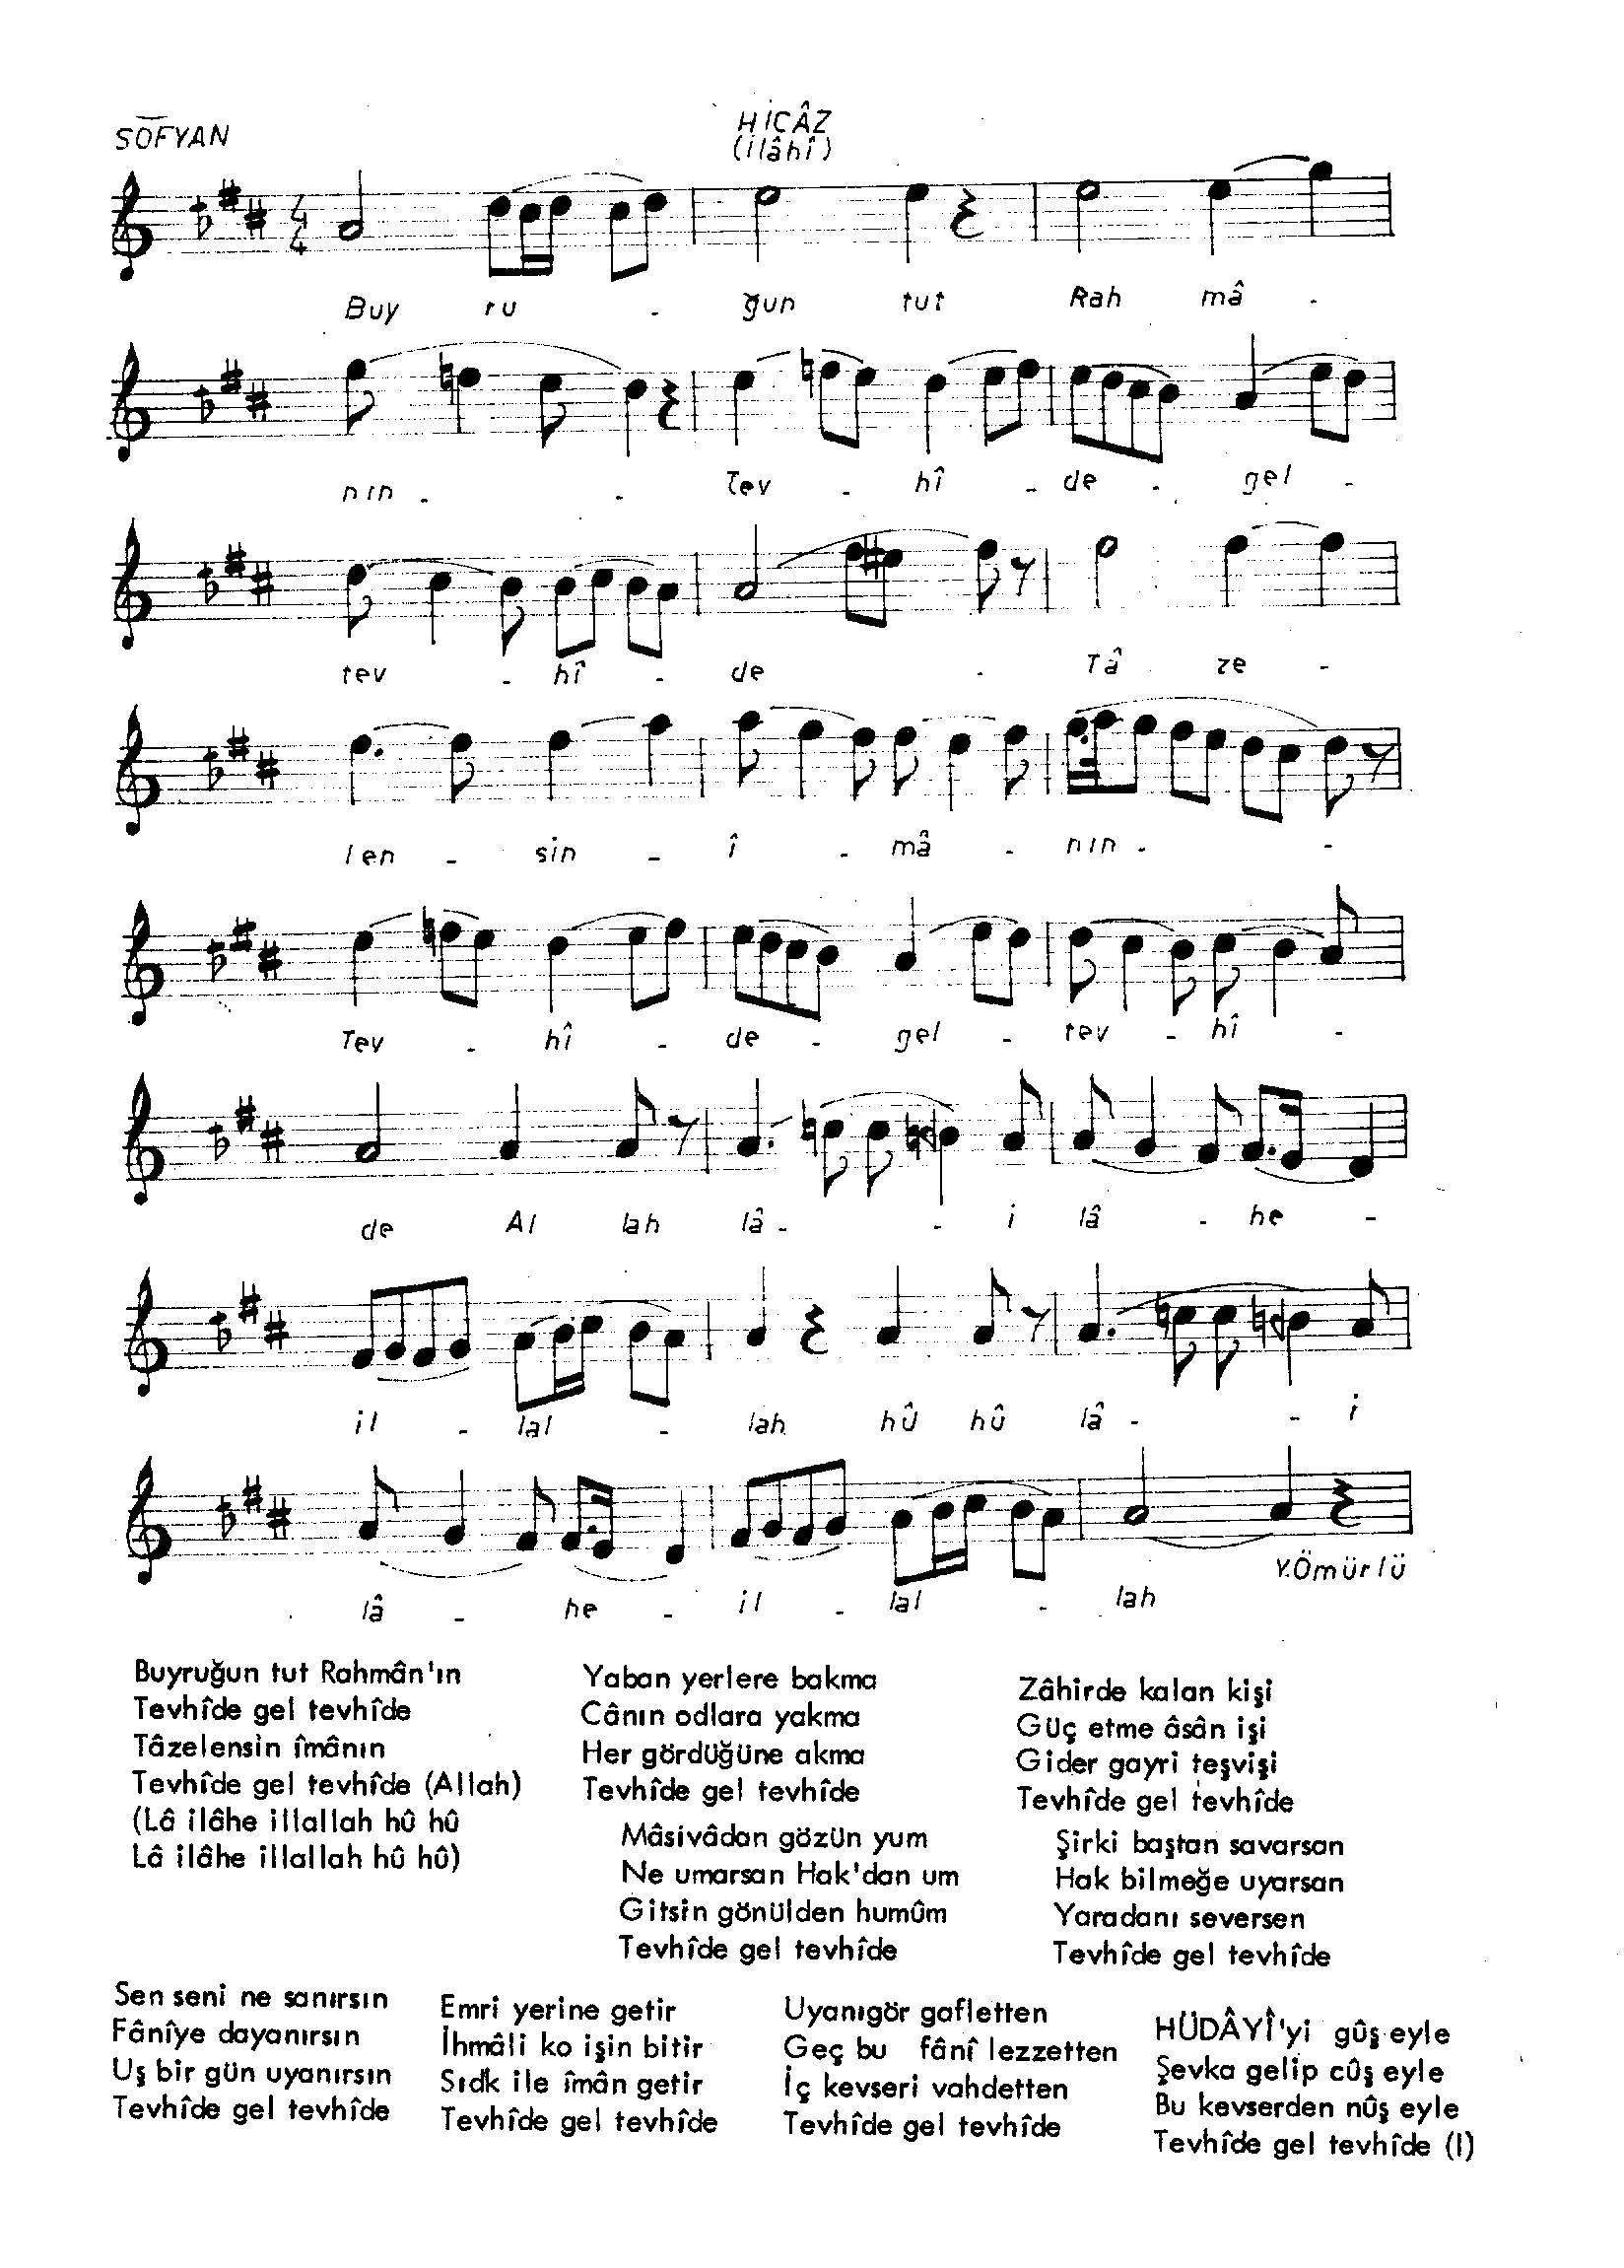 SOFYAN
HİCÂZ
(ilâhî)
4
4
Buy ru - ğun tut Rah mâ -
nın - - Tev - hî - de - gel -
tev - hî - de - Tâ ze -
len - sin - î - mâ - nın - -
Tev - hî - de - gel - tev - hî -
de Al lah lâ - - i lâ - he -
il - lal - lah hû hû lâ - - i
lâ - he - il - lal - lah
Y.Ömürlü
Buyruğun tut Rahmân'ın
Tevhîde gel tevhîde
Tâzelensin îmânın
Tevhîde gel tevhîde (Allah)
(Lâ ilâhe illallah hû hû
Lâ ilâhe illallah hû hû)
Yaban yerlere bakma
Cânın odlara yakma
Her gördüğüne akma
Tevhîde gel tevhîde
Zâhirde kalan kişi
Güç etme âsân işi
Gider gayri teşvişi
Tevhîde gel tevhîde
Mâsivâdan gözün yum
Ne umarsan Hak'dan um
Gitsin gönülden humûm
Tevhîde gel tevhîde
Şirki baştan savarsan
Hak bilmeğe uyarsan
Yaradanı seversen
Tevhîde gel tevhîde
Sen seni ne sanırsın
Fânîye dayanırsın
Uş bir gün uyanırsın
Tevhîde gel tevhîde
Emri yerine getir
İhmâli ko işin bitir
Sıdk ile îmân getir
Tevhîde gel tevhîde
Uyanıgör gafletten
Geç bu fânî lezzetten
İç kevseri vahdetten
Tevhîde gel tevhîde
HÜDÂYÎ'yi gûş eyle
Şevka gelip cûş eyle
Bu kevserden nûş eyle
Tevhîde gel tevhîde (I)